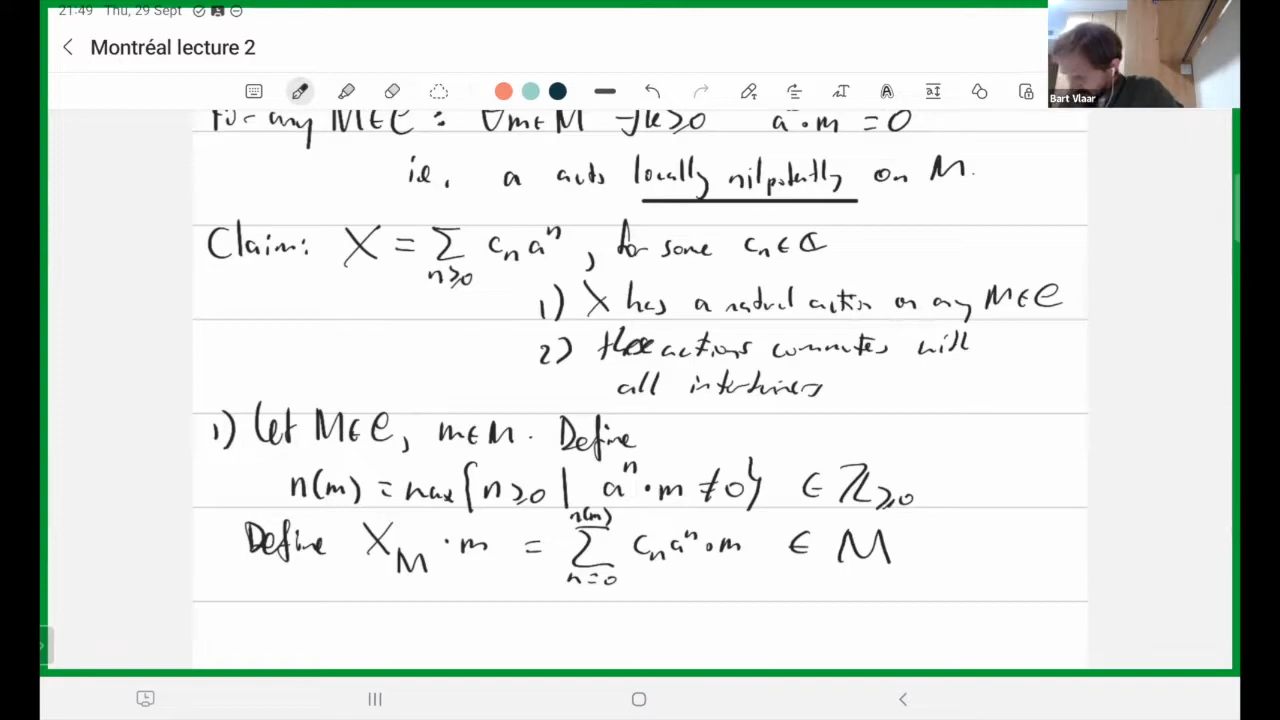 21:49 Thu, 29 Sept
Montréal lecture 2
Bart Vlaar
For any M ∈ C : ∀m ∈ M ∃k ≥ 0 a · m = 0
i.e. a acts locally nilpotently on M.
Claim: X = Σ_{n≥0} c_n a^n , for some c_n ∈ ℂ
1) X has a natural action on any M ∈ C
2) these actions commutes with
all intertwiners
1) Let M ∈ C, m ∈ M. Define
n(m) = max{n ≥ 0 | a^n · m ≠ 0} ∈ ℤ_{≥0}
Define X_M · m = Σ_{n=0}^{n(m)} c_n a^n · m ∈ M